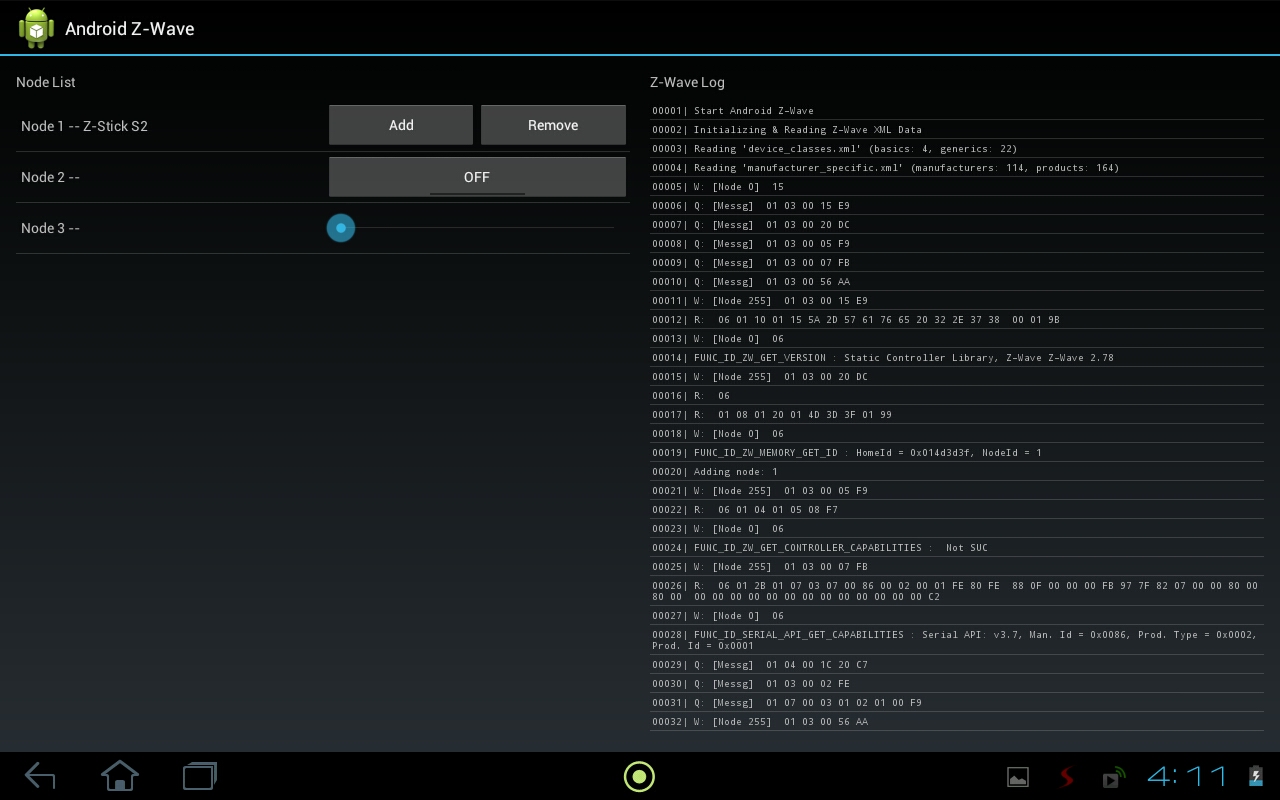 Android Z-Wave
Node List
Node 1 -- Z-Stick S2
Add
Remove
Node 2 --
OFF
Node 3 --
Z-Wave Log
00001| Start Android Z-Wave
00002| Initializing & Reading Z-Wave XML Data
00003| Reading 'device_classes.xml' (basics: 4, generics: 22)
00004| Reading 'manufacturer_specific.xml' (manufacturers: 114, products: 164)
00005| W: [Node 0]  15
00006| Q: [Messg]  01 03 00 15 E9
00007| Q: [Messg]  01 03 00 20 DC
00008| Q: [Messg]  01 03 00 05 F9
00009| Q: [Messg]  01 03 00 07 FB
00010| Q: [Messg]  01 03 00 56 AA
00011| W: [Node 255]  01 03 00 15 E9
00012| R:  06 01 10 01 15 5A 2D 57 61 76 65 20 32 2E 37 38  00 01 9B
00013| W: [Node 0]  06
00014| FUNC_ID_ZW_GET_VERSION : Static Controller Library, Z-Wave Z-Wave 2.78
00015| W: [Node 255]  01 03 00 20 DC
00016| R:  06
00017| R:  01 08 01 20 01 4D 3D 3F 01 99
00018| W: [Node 0]  06
00019| FUNC_ID_ZW_MEMORY_GET_ID : HomeId = 0x014d3d3f, NodeId = 1
00020| Adding node: 1
00021| W: [Node 255]  01 03 00 05 F9
00022| R:  06 01 04 01 05 08 F7
00023| W: [Node 0]  06
00024| FUNC_ID_ZW_GET_CONTROLLER_CAPABILITIES :  Not SUC
00025| W: [Node 255]  01 03 00 07 FB
00026| R:  06 01 2B 01 07 03 07 00 86 00 02 00 01 FE 80 FE  88 0F 00 00 00 FB 97 7F 82 07 00 00 80 00
80 00  00 00 00 00 00 00 00 00 00 00 00 00 00 C2
00027| W: [Node 0]  06
00028| FUNC_ID_SERIAL_API_GET_CAPABILITIES : Serial API: v3.7, Man. Id = 0x0086, Prod. Type = 0x0002,
Prod. Id = 0x0001
00029| Q: [Messg]  01 04 00 1C 20 C7
00030| Q: [Messg]  01 03 00 02 FE
00031| Q: [Messg]  01 07 00 03 01 02 01 00 F9
00032| W: [Node 255]  01 03 00 56 AA
4:11